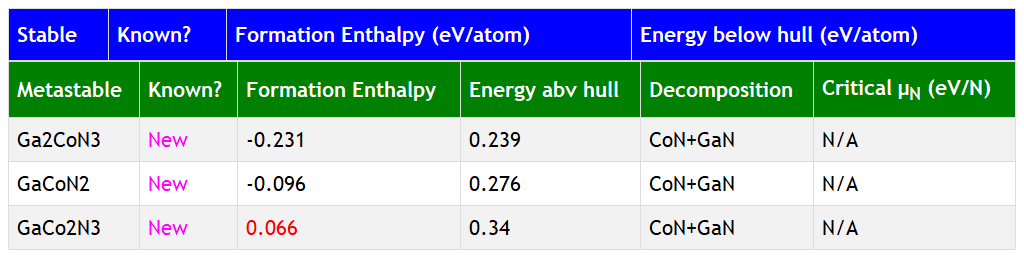 Stable Known? Formation Enthalpy (eV/atom) Energy below hull (eV/atom)
Metastable Known? Formation Enthalpy Energy abv hull Decomposition Critical μN (eV/N)
Ga2CoN3 New -0.231 0.239 CoN+GaN N/A
GaCoN2 New -0.096 0.276 CoN+GaN N/A
GaCo2N3 New 0.066 0.34 CoN+GaN N/A